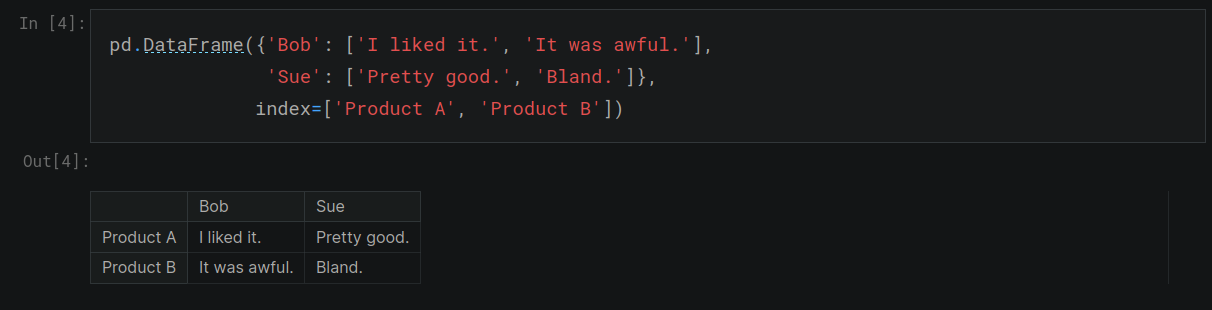 In [4]:
pd.DataFrame({'Bob': ['I liked it.', 'It was awful.'],
'Sue': ['Pretty good.', 'Bland.']},
index=['Product A', 'Product B'])
Out[4]:
Bob Sue
Product A I liked it. Pretty good.
Product B It was awful. Bland.